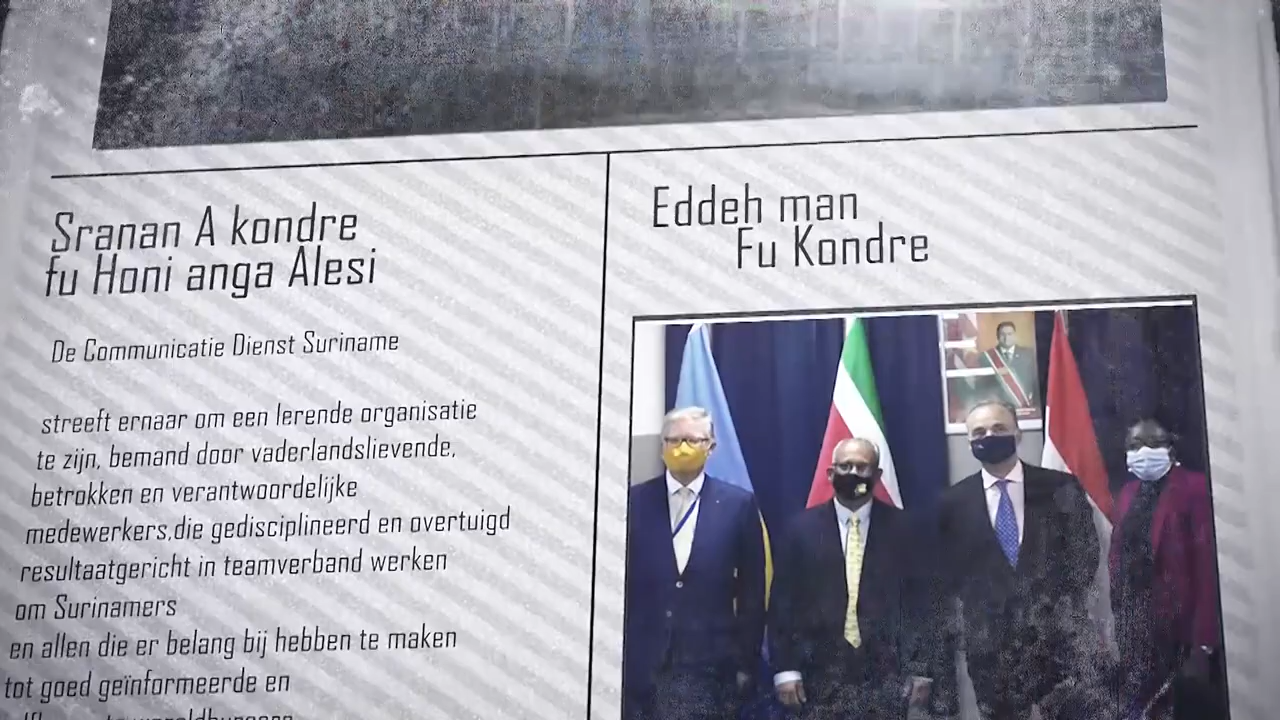 Sranan A kondre
fu Honi anga Alesi
De Communicatie Dienst Suriname
streeft ernaar om een lerende organisatie
te zijn, bemand door vaderlandslievende,
betrokken en verantwoordelijke
medewerkers,die gedisciplineerd en overtuigd
resultaatgericht in teamverband werken
om Surinamers
en allen die er belang bij hebben te maken
tot goed geïnformeerde en
Eddeh man
Fu Kondre